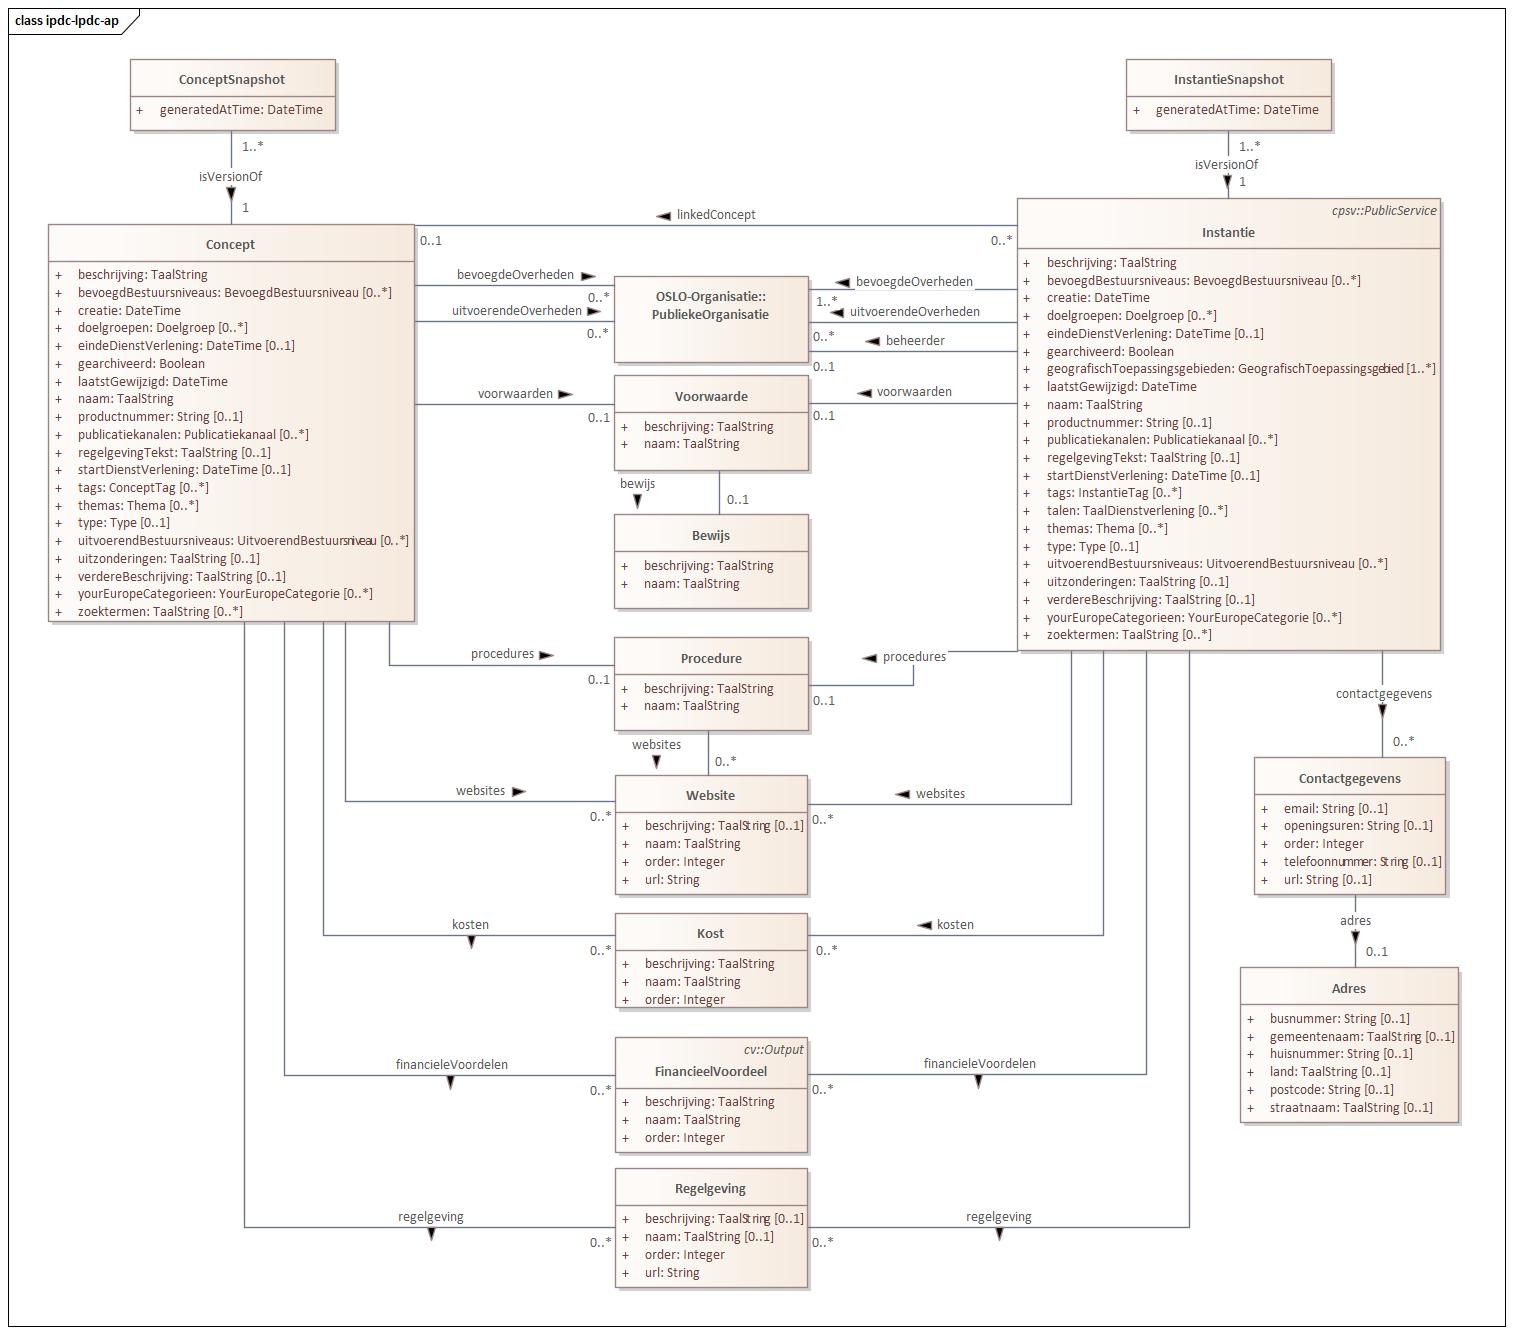 class ipdc-lpdc-ap
ConceptSnapshot
+ generatedAtTime: DateTime
1..*
isVersionOf
1
InstantieSnapshot
+ generatedAtTime: DateTime
1..*
isVersionOf
1
Concept
+ beschrijving: TaalString
+ bevoegdBestuursniveaus: BevoegdBestuursniveau [0..*]
+ creatie: DateTime
+ doelgroepen: Doelgroep [0..*]
+ eindeDienstVerlening: DateTime [0..1]
+ gearchiveerd: Boolean
+ laatstGewijzigd: DateTime
+ naam: TaalString
+ productnummer: String [0..1]
+ publicatiekanalen: Publicatiekanaal [0..*]
+ regelgevingTekst: TaalString [0..1]
+ startDienstVerlening: DateTime [0..1]
+ tags: ConceptTag [0..*]
+ themas: Thema [0..*]
+ type: Type [0..1]
+ uitvoerendBestuursniveaus: UitvoerendBestuursniveau [0..*]
+ uitzonderingen: TaalString [0..1]
+ verdereBeschrijving: TaalString [0..1]
+ yourEuropeCategorieen: YourEuropeCategorie [0..*]
+ zoektermen: TaalString [0..*]
linkedConcept
0..1
0..*
bevoegdeOverheden
0..*
uitvoerendeOverheden
0..*
voorwaarden
0..1
OSLO-Organisatie::
PubliekeOrganisatie
bevoegdeOverheden
1..*
uitvoerendeOverheden
0..*
beheerder
0..1
voorwaarden
0..1
cpsv::PublicService
Instantie
+ beschrijving: TaalString
+ bevoegdBestuursniveaus: BevoegdBestuursniveau [0..*]
+ creatie: DateTime
+ doelgroepen: Doelgroep [0..*]
+ eindeDienstVerlening: DateTime [0..1]
+ gearchiveerd: Boolean
+ geografischToepassingsgebieden: GeografischToepassingsgebied [1..*]
+ laatstGewijzigd: DateTime
+ naam: TaalString
+ productnummer: String [0..1]
+ publicatiekanalen: Publicatiekanaal [0..*]
+ regelgevingTekst: TaalString [0..1]
+ startDienstVerlening: DateTime [0..1]
+ tags: InstantieTag [0..*]
+ talen: TaalDienstverlening [0..*]
+ themas: Thema [0..*]
+ type: Type [0..1]
+ uitvoerendBestuursniveaus: UitvoerendBestuursniveau [0..*]
+ uitzonderingen: TaalString [0..1]
+ verdereBeschrijving: TaalString [0..1]
+ yourEuropeCategorieen: YourEuropeCategorie [0..*]
+ zoektermen: TaalString [0..*]
Voorwaarde
+ beschrijving: TaalString
+ naam: TaalString
bewijs
0..1
Bewijs
+ beschrijving: TaalString
+ naam: TaalString
procedures
0..1
Procedure
+ beschrijving: TaalString
+ naam: TaalString
procedures
0..1
websites
0..*
websites
0..*
Website
+ beschrijving: TaalString [0..1]
+ naam: TaalString
+ order: Integer
+ url: String
websites
0..*
kosten
0..*
Kost
+ beschrijving: TaalString
+ naam: TaalString
+ order: Integer
kosten
0..*
financieleVoordelen
0..*
cv::Output
FinancieelVoordeel
+ beschrijving: TaalString
+ naam: TaalString
+ order: Integer
financieleVoordelen
0..*
regelgeving
0..*
Regelgeving
+ beschrijving: TaalString [0..1]
+ naam: TaalString [0..1]
+ order: Integer
+ url: String
regelgeving
0..*
contactgegevens
0..*
Contactgegevens
+ email: String [0..1]
+ openingsuren: String [0..1]
+ order: Integer
+ telefoonnummer: String [0..1]
+ url: String [0..1]
adres
0..1
Adres
+ busnummer: String [0..1]
+ gemeentenaam: TaalString [0..1]
+ huisnummer: String [0..1]
+ land: TaalString [0..1]
+ postcode: String [0..1]
+ straatnaam: TaalString [0..1]